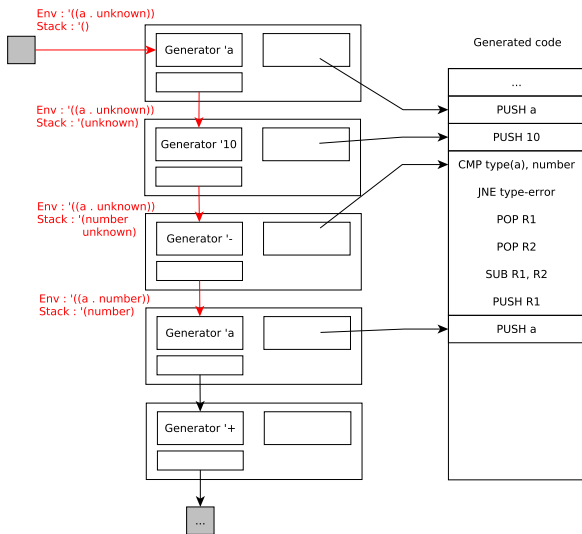 Env : '((a . unknown))
Stack : '()
Generator 'a
Env : '((a . unknown))
Stack : '(unknown)
Generator '10
Env : '((a . unknown))
Stack : '(number
unknown)
Generator '-
Env : '((a . number))
Stack : '(number)
Generator 'a
Generator '+
...
Generated code
...
PUSH a
PUSH 10
CMP type(a), number
JNE type-error
POP R1
POP R2
SUB R1, R2
PUSH R1
PUSH a